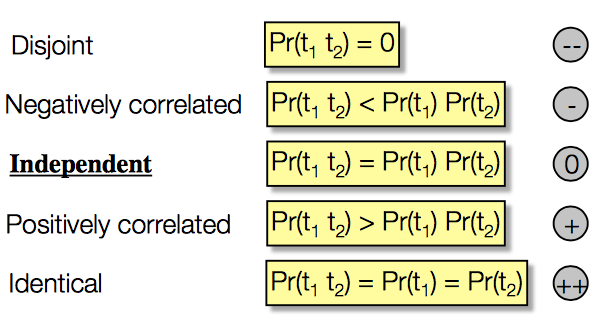 Disjoint Pr(t₁ t₂) = 0 --
Negatively correlated Pr(t₁ t₂) < Pr(t₁) Pr(t₂) -
Independent Pr(t₁ t₂) = Pr(t₁) Pr(t₂) 0
Positively correlated Pr(t₁ t₂) > Pr(t₁) Pr(t₂) +
Identical Pr(t₁ t₂) = Pr(t₁) = Pr(t₂) ++